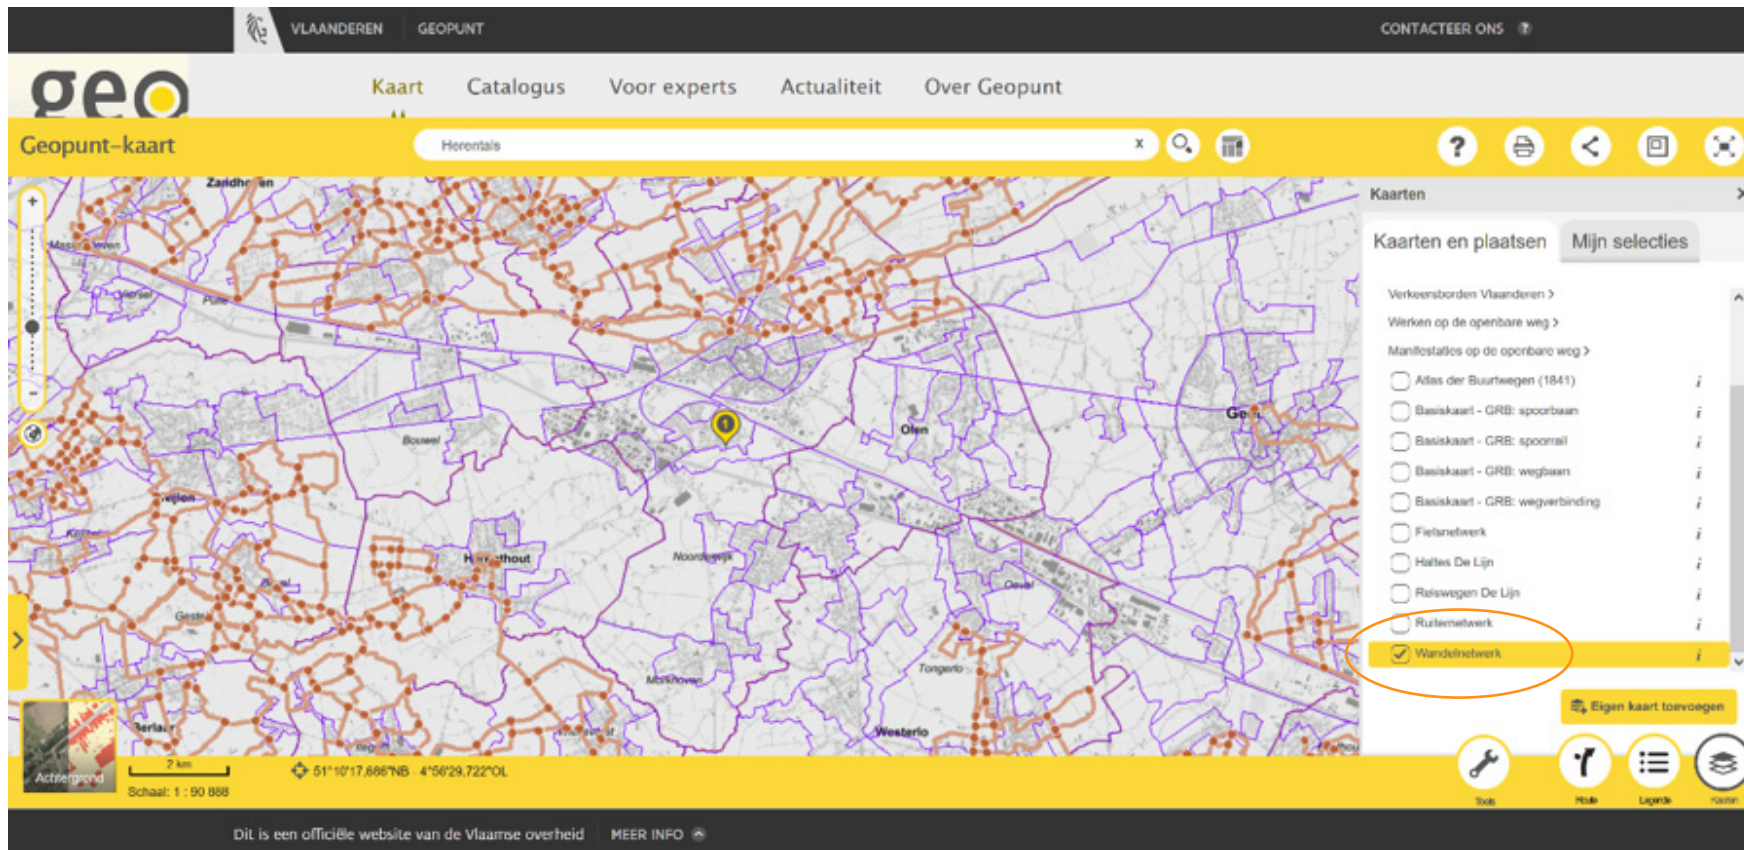 VLAANDEREN GEOPUNT CONTACTEER ONS ?
geo
Kaart Catalogus Voor experts Actualiteit Over Geopunt
Geopunt-kaart Herentals x ?
Kaarten
Kaarten en plaatsen Mijn selecties
Verkeersborden Vlaanderen >
Werken op de openbare weg >
Manifestaties op de openbare weg >
Atlas der Buurtwegen (1841) i
Basiskaart - GRB: spoorbaan i
Basiskaart - GRB: spoorrail i
Basiskaart - GRB: wegbaan i
Basiskaart - GRB: wegverbinding i
Fietsnetwerk i
Haltes De Lijn i
Reiswegen De Lijn i
Ruiternetwerk i
Wandelnetwerk i
Eigen kaart toevoegen
Viersel
Bouwel
1
Olen
Noorderwijk
Oevel
Tongerlo
Morkhoven
Westerlo
Achtergrond
2 km
Schaal: 1 : 90 888
51°10'17,686"NB - 4°56'29,722"OL
Tools Route Legende Kaarten
Dit is een officiële website van de Vlaamse overheid MEER INFO